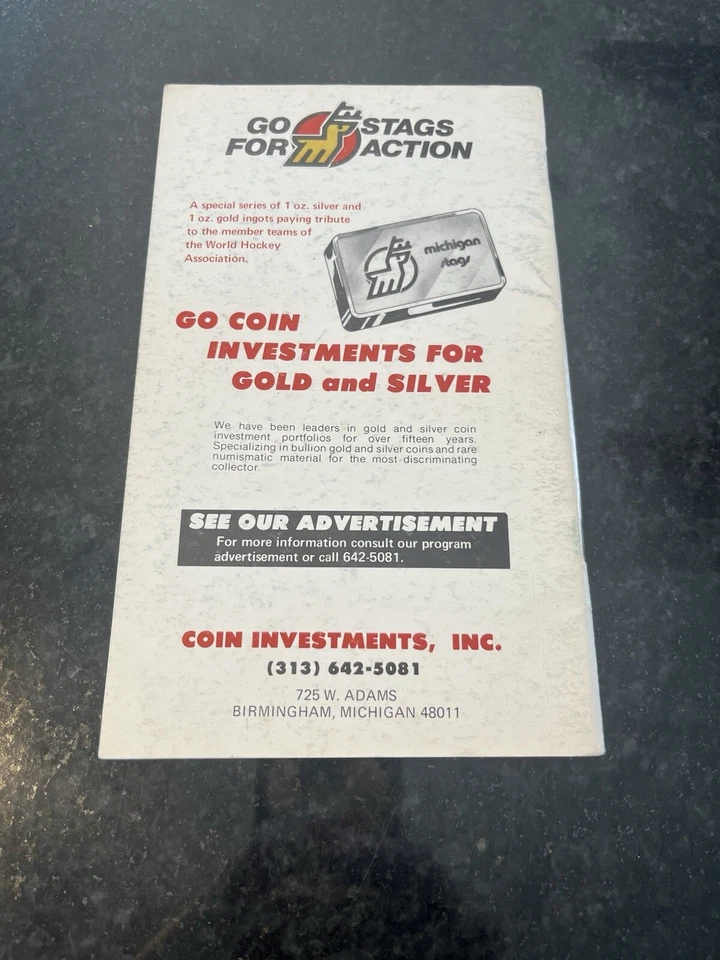 GO STAGS
FOR ACTION
A special series of 1 oz. silver and
1 oz. gold ingots paying tribute
to the member teams of
the World Hockey
Association.
michigan
stags
GO COIN
INVESTMENTS FOR
GOLD and SILVER
We have been leaders in gold and silver coin
investment portfolios for over fifteen years.
Specializing in bullion gold and silver coins and rare
numismatic material for the most discriminating
collector.
SEE OUR ADVERTISEMENT
For more information consult our program
advertisement or call 642-5081.
COIN INVESTMENTS, INC.
(313) 642-5081
725 W. ADAMS
BIRMINGHAM, MICHIGAN 48011